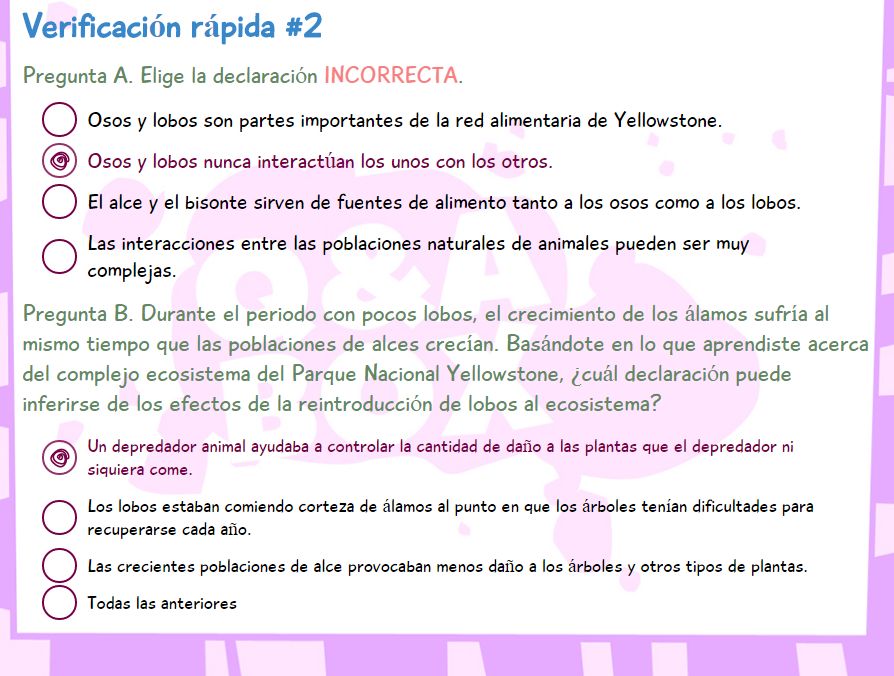 Verificación rápida #2
Pregunta A. Elige la declaración INCORRECTA.
Osos y lobos son partes importantes de la red alimentaria de Yellowstone.
Osos y lobos nunca interactúan los unos con los otros.
El alce y el bisonte sirven de fuentes de alimento tanto a los osos como a los lobos.
Las interacciones entre las poblaciones naturales de animales pueden ser muy
complejas.
Pregunta B. Durante el periodo con pocos lobos, el crecimiento de los álamos sufría al
mismo tiempo que las poblaciones de alces crecían. Basándote en lo que aprendiste acerca
del complejo ecosistema del Parque Nacional Yellowstone, ¿cuál declaración puede
inferirse de los efectos de la reintroducción de lobos al ecosistema?
Un depredador animal ayudaba a controlar la cantidad de daño a las plantas que el depredador ni
siquiera come.
Los lobos estaban comiendo corteza de álamos al punto en que los árboles tenían dificultades para
recuperarse cada año.
Las crecientes poblaciones de alce provocaban menos daño a los árboles y otros tipos de plantas.
Todas las anteriores
Q&A
BOX